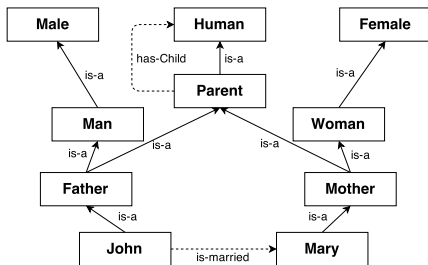 Male
Human
Female
has-Child
is-a
is-a
is-a
Parent
Man
Woman
is-a
is-a
is-a
is-a
Father
Mother
is-a
is-a
John
Mary
is-married